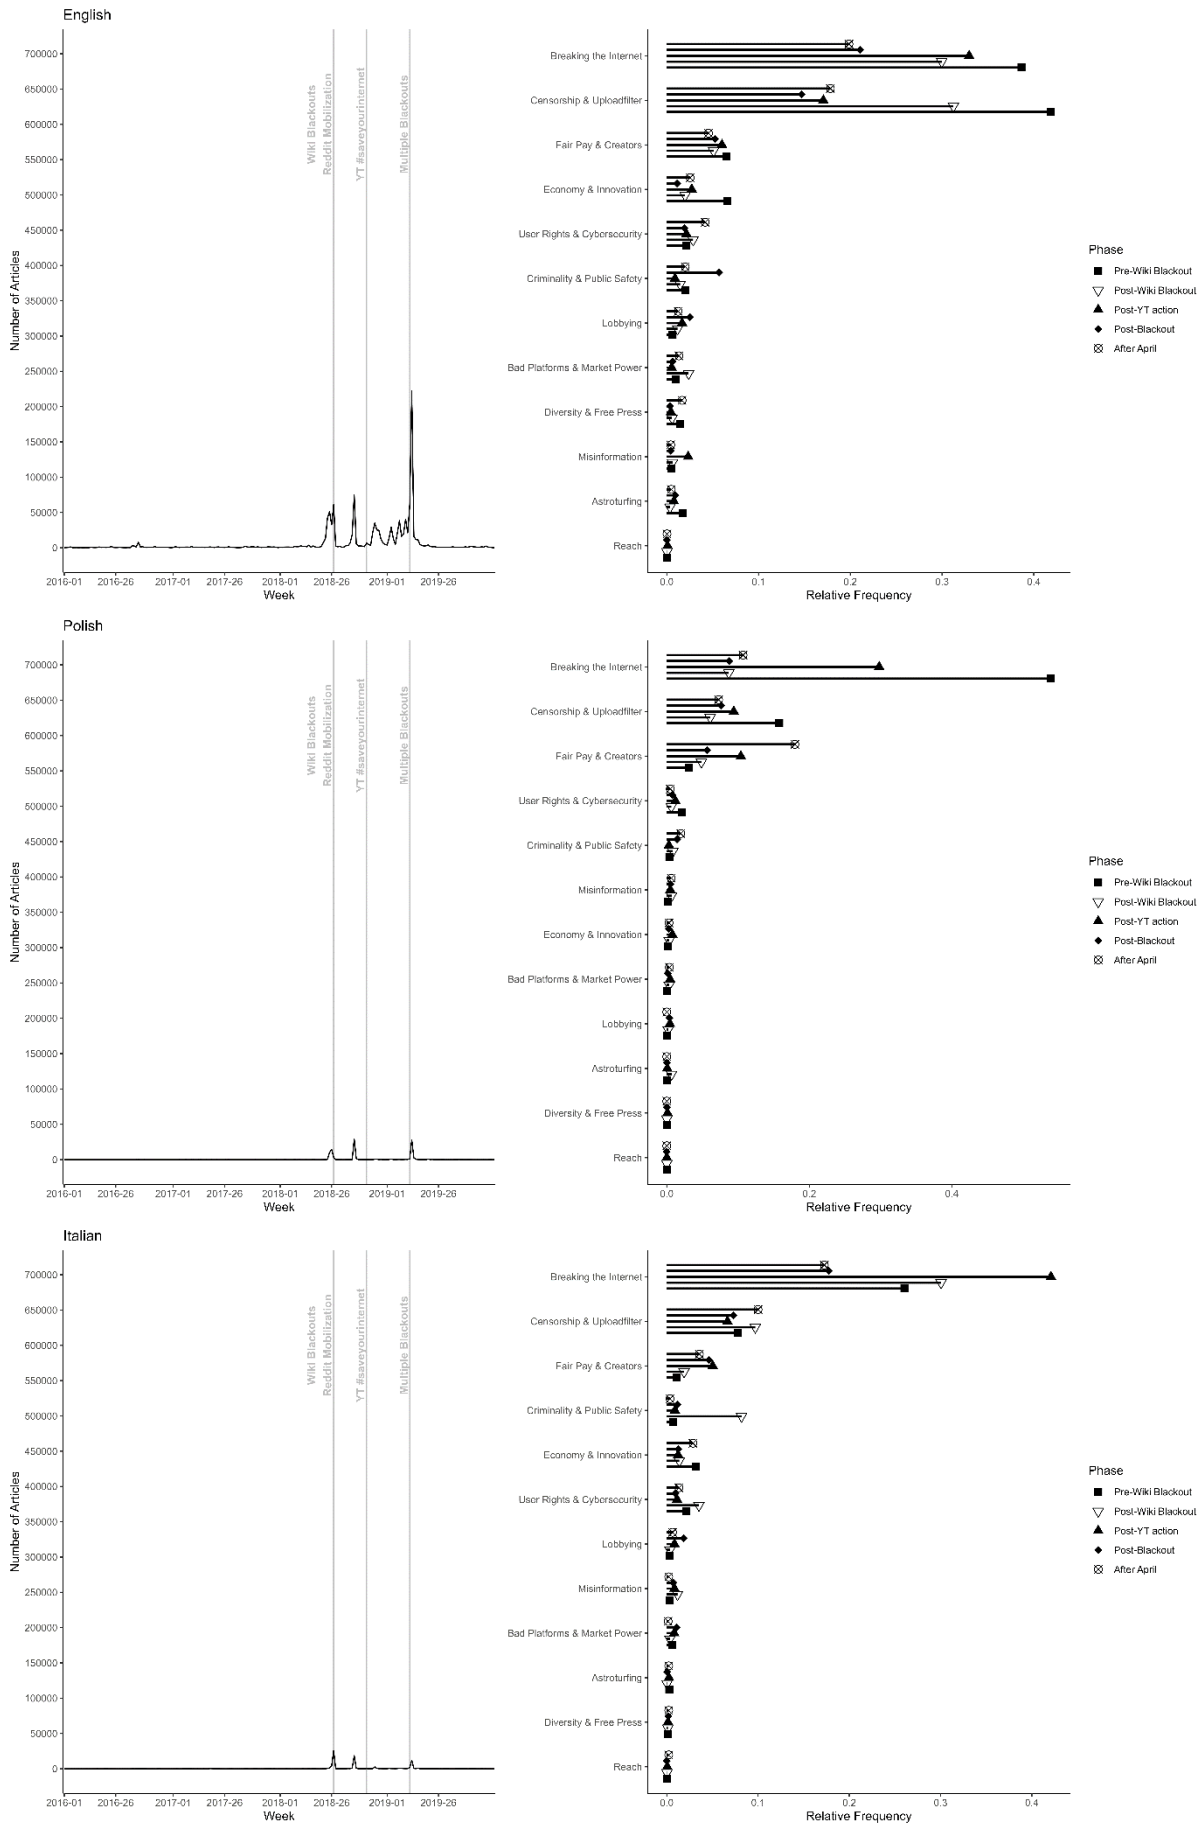 English
Number of Articles
700000
650000
600000
550000
500000
450000
400000
350000
300000
250000
200000
150000
100000
50000
0
Wiki Blackouts
Reddit Mobilization
YT #saveyourinternet
Multiple Blackouts
2016-01 2016-26 2017-01 2017-26 2018-01 2018-26 2019-01 2019-26
Week
Breaking the Internet
Censorship & Uploadfilter
Fair Pay & Creators
Economy & Innovation
User Rights & Cybersecurity
Criminality & Public Safety
Lobbying
Bad Platforms & Market Power
Diversity & Free Press
Misinformation
Astroturfing
Reach
0.0 0.1 0.2 0.3 0.4
Relative Frequency
Phase
Pre-Wiki Blackout
Post-Wiki Blackout
Post-YT action
Post-Blackout
After April
Polish
Number of Articles
700000
650000
600000
550000
500000
450000
400000
350000
300000
250000
200000
150000
100000
50000
0
Wiki Blackouts
Reddit Mobilization
YT #saveyourinternet
Multiple Blackouts
2016-01 2016-26 2017-01 2017-26 2018-01 2018-26 2019-01 2019-26
Week
Breaking the Internet
Censorship & Uploadfilter
Fair Pay & Creators
User Rights & Cybersecurity
Criminality & Public Safety
Misinformation
Economy & Innovation
Bad Platforms & Market Power
Lobbying
Astroturfing
Diversity & Free Press
Reach
0.0 0.2 0.4
Relative Frequency
Phase
Pre-Wiki Blackout
Post-Wiki Blackout
Post-YT action
Post-Blackout
After April
Italian
Number of Articles
700000
650000
600000
550000
500000
450000
400000
350000
300000
250000
200000
150000
100000
50000
0
Wiki Blackouts
Reddit Mobilization
YT #saveyourinternet
Multiple Blackouts
2016-01 2016-26 2017-01 2017-26 2018-01 2018-26 2019-01 2019-26
Week
Breaking the Internet
Censorship & Uploadfilter
Fair Pay & Creators
Criminality & Public Safety
Economy & Innovation
User Rights & Cybersecurity
Lobbying
Misinformation
Bad Platforms & Market Power
Astroturfing
Diversity & Free Press
Reach
0.0 0.1 0.2 0.3 0.4
Relative Frequency
Phase
Pre-Wiki Blackout
Post-Wiki Blackout
Post-YT action
Post-Blackout
After April